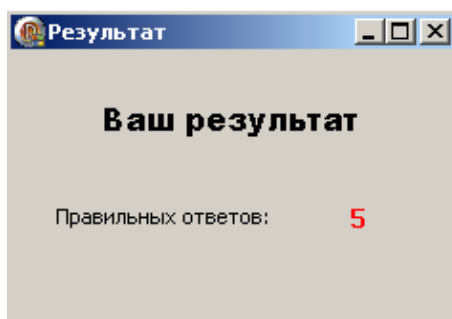 Результат
Ваш результат
Правильных ответов: 5